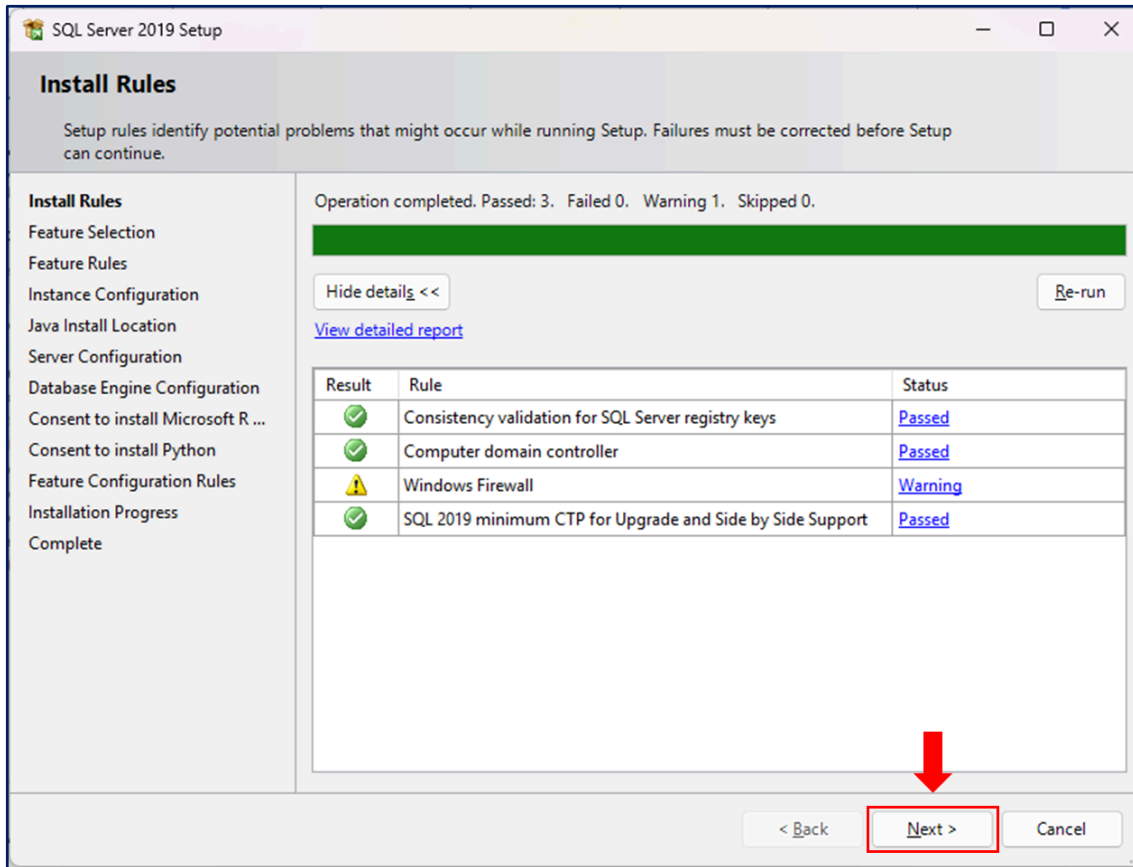 SQL Server 2019 Setup
Install Rules
Setup rules identify potential problems that might occur while running Setup. Failures must be corrected before Setup
can continue.
Install Rules
Feature Selection
Feature Rules
Instance Configuration
Java Install Location
Server Configuration
Database Engine Configuration
Consent to install Microsoft R ...
Consent to install Python
Feature Configuration Rules
Installation Progress
Complete
Operation completed. Passed: 3. Failed 0. Warning 1. Skipped 0.
Hide details <<
Re-run
View detailed report
Result Rule Status
Consistency validation for SQL Server registry keys Passed
Computer domain controller Passed
Windows Firewall Warning
SQL 2019 minimum CTP for Upgrade and Side by Side Support Passed
< Back Next > Cancel